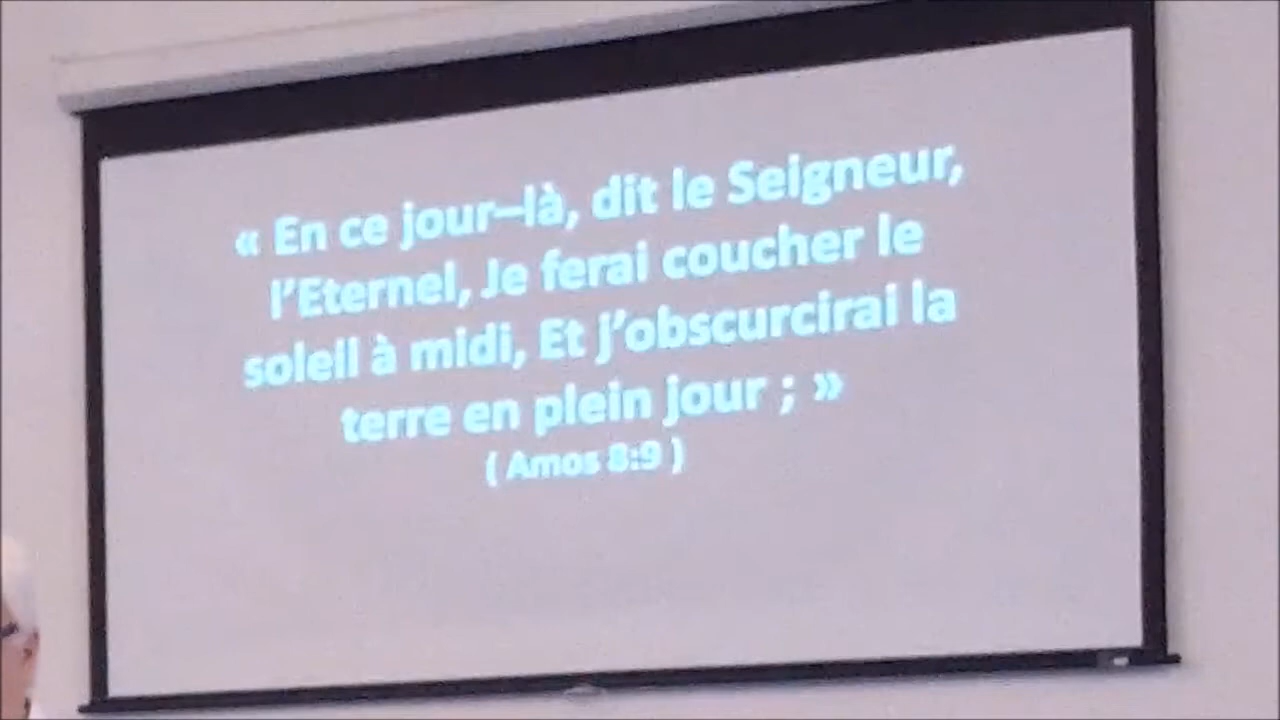 « En ce jour–là, dit le Seigneur,
l’Eternel, Je ferai coucher le
soleil à midi, Et j’obscurcirai la
terre en plein jour ; »
( Amos 8:9 )